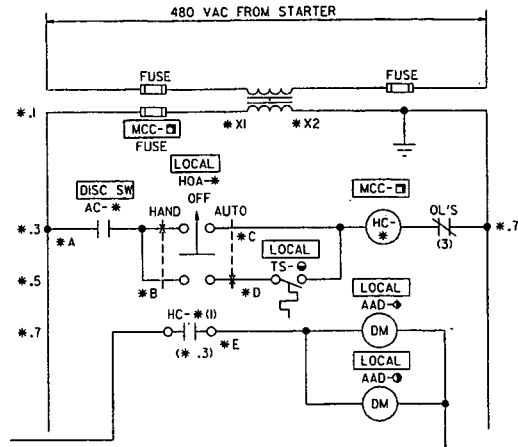 480 VAC FROM STARTER
FUSE
FUSE
*.1
*X1
*X2
MCC-
FUSE
LOCAL
HOA-*
OFF
DISC SW
AC-*
HAND
AUTO
MCC-
*.3
*A
*C
HC-*
OL'S
(3)
*.7
LOCAL
TS-
*.5
*B
*D
LOCAL
AAD-
*.7
HC-*(1)
(*.3)
*E
DM
LOCAL
AAD-
DM